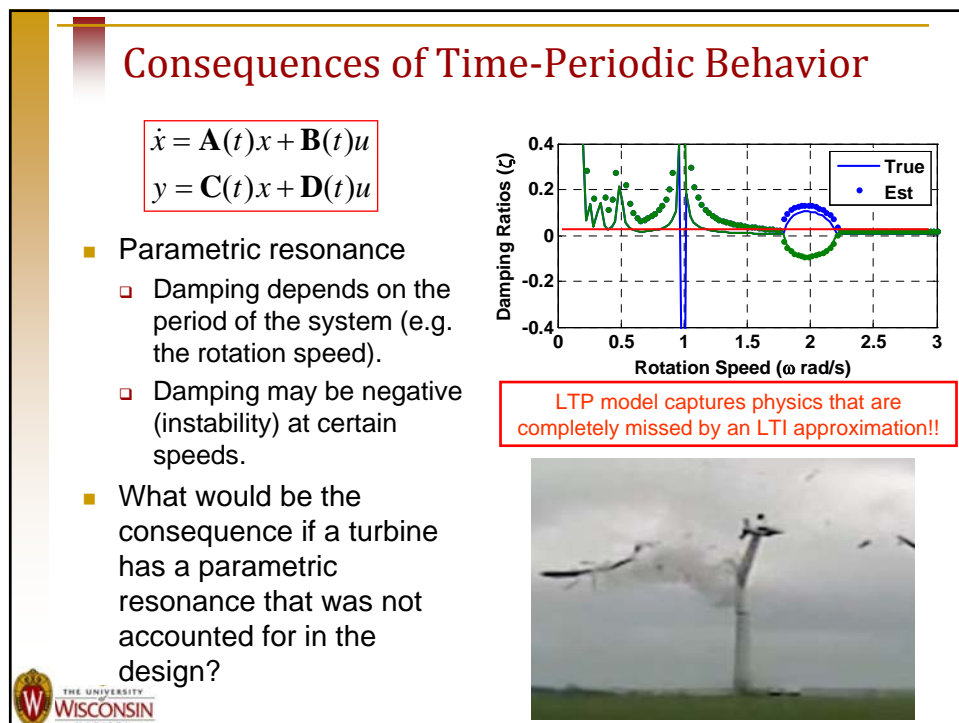 Consequences of Time-Periodic Behavior
ẋ = A(t)x + B(t)u
y = C(t)x + D(t)u
Parametric resonance
Damping depends on the
period of the system (e.g.
the rotation speed).
Damping may be negative
(instability) at certain
speeds.
What would be the
consequence if a turbine
has a parametric
resonance that was not
accounted for in the
design?
Damping Ratios (ζ)
0.4
0.2
0
-0.2
-0.4
True
Est
0 0.5 1 1.5 2 2.5 3
Rotation Speed (ω rad/s)
LTP model captures physics that are
completely missed by an LTI approximation!!
W
THE UNIVERSITY
WISCONSIN